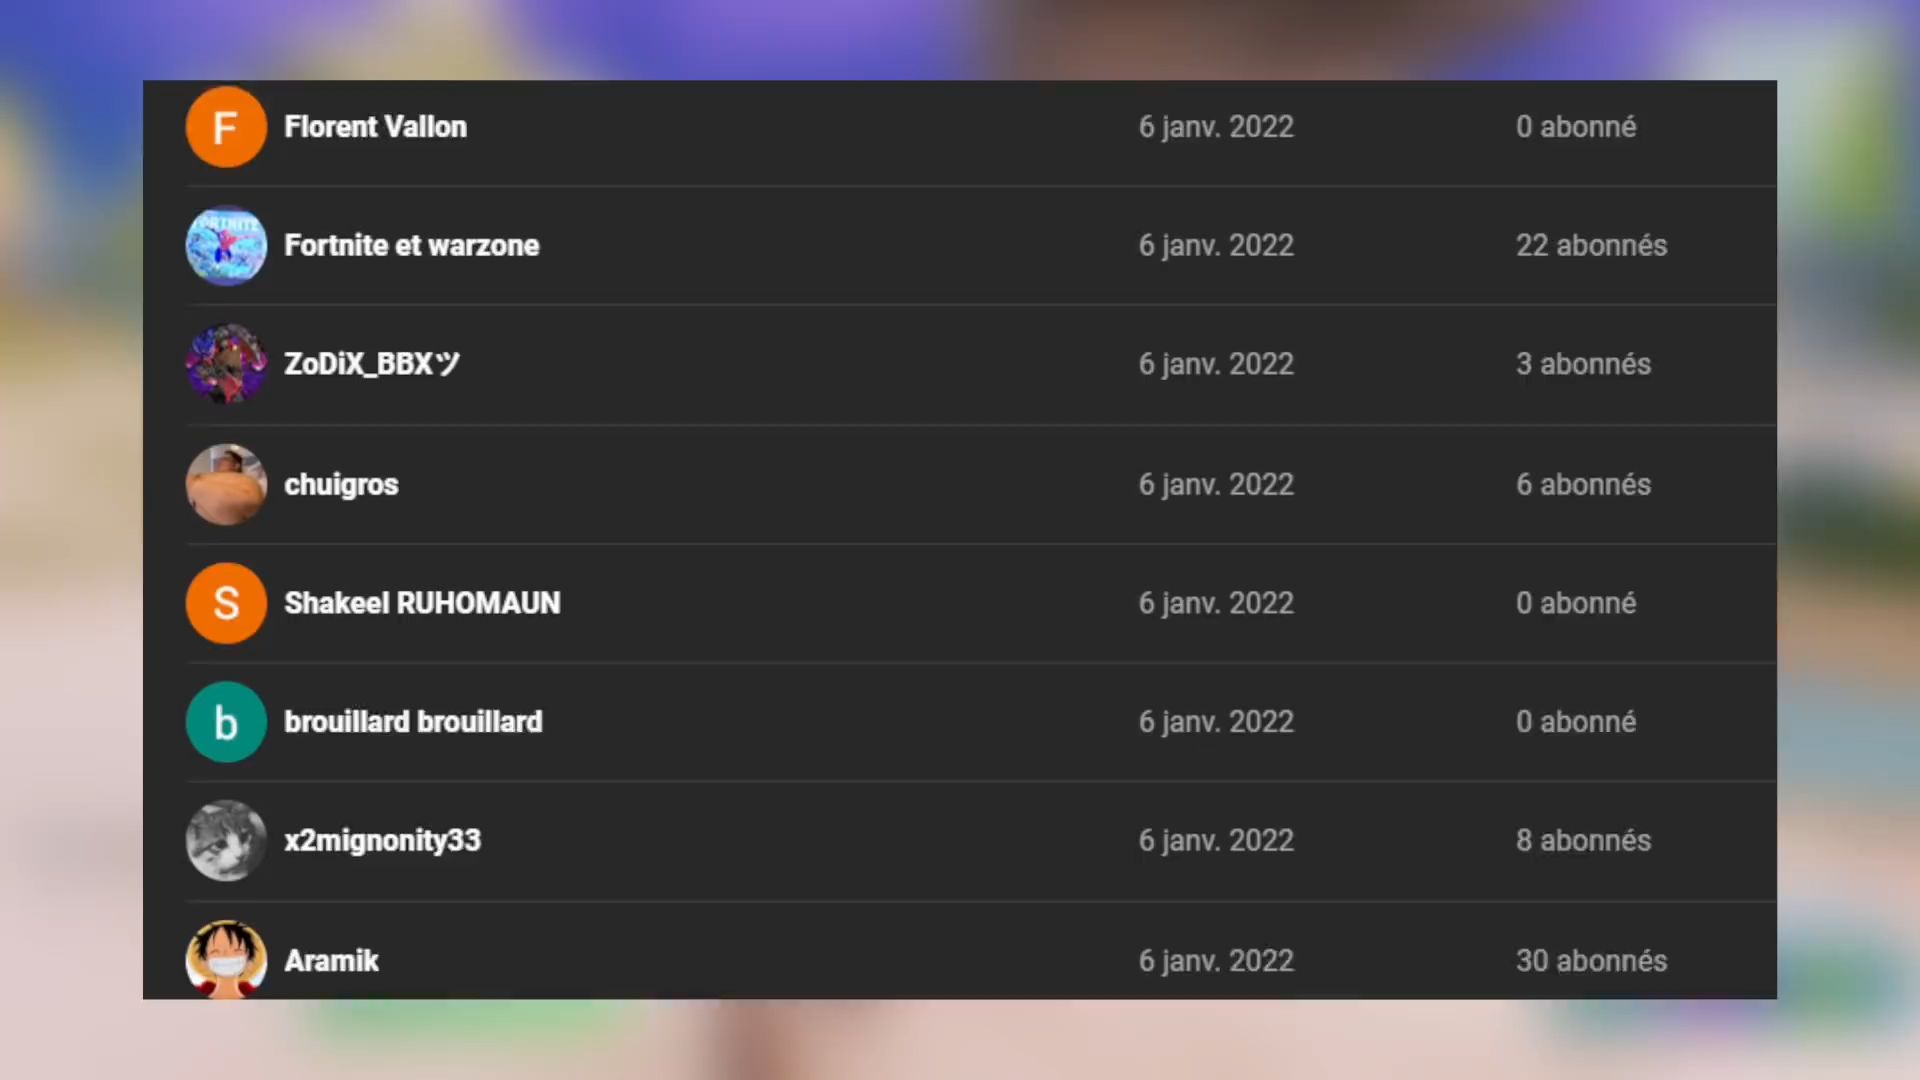 F Florent Vallon 6 janv. 2022 0 abonné
FORTNITE
Fortnite et warzone 6 janv. 2022 22 abonnés
ZoDiX_BBXツ 6 janv. 2022 3 abonnés
chuigros 6 janv. 2022 6 abonnés
S Shakeel RUHOMAUN 6 janv. 2022 0 abonné
b brouillard brouillard 6 janv. 2022 0 abonné
x2mignonity33 6 janv. 2022 8 abonnés
Aramik 6 janv. 2022 30 abonnés